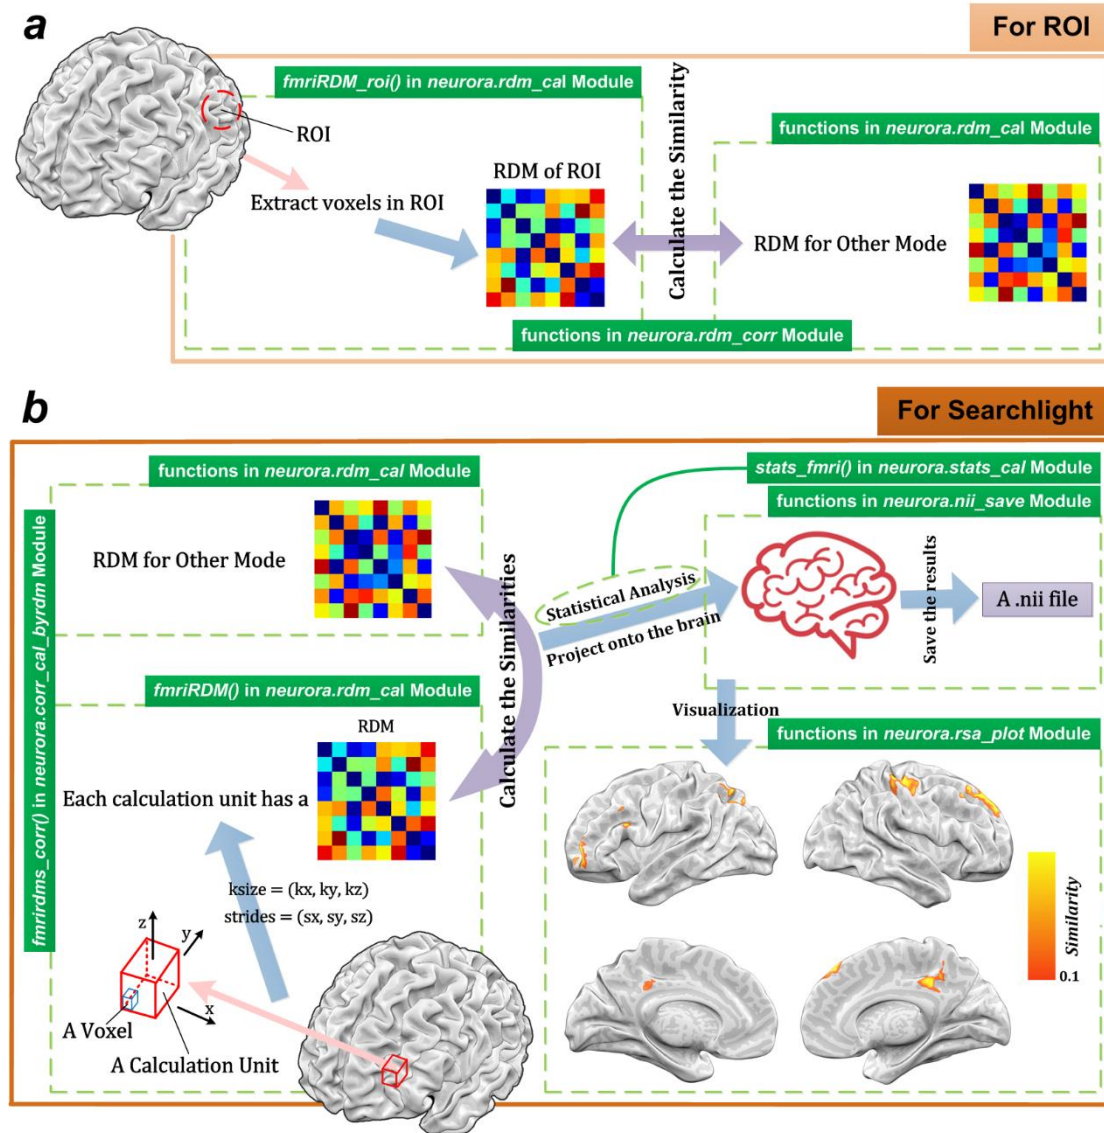 a
For ROI
fmriRDM_roi() in neurora.rdm_cal Module
ROI
Extract voxels in ROI
RDM of ROI
Calculate the Similarity
functions in neurora.rdm_cal Module
RDM for Other Mode
functions in neurora.rdm_corr Module
b
For Searchlight
fmrirdms_corr() in neurora.corr_cal_byrdm Module
functions in neurora.rdm_cal Module
RDM for Other Mode
fmriRDM() in neurora.rdm_cal Module
RDM
Each calculation unit has a
ksize = (kx, ky, kz)
strides = (sx, sy, sz)
z
y
x
A Voxel
A Calculation Unit
Calculate the Similarities
stats_fmri() in neurora.stats_cal Module
functions in neurora.nii_save Module
Statistical Analysis
Project onto the brain
Save the results
A .nii file
Visualization
functions in neurora.rsa_plot Module
Similarity
0.1